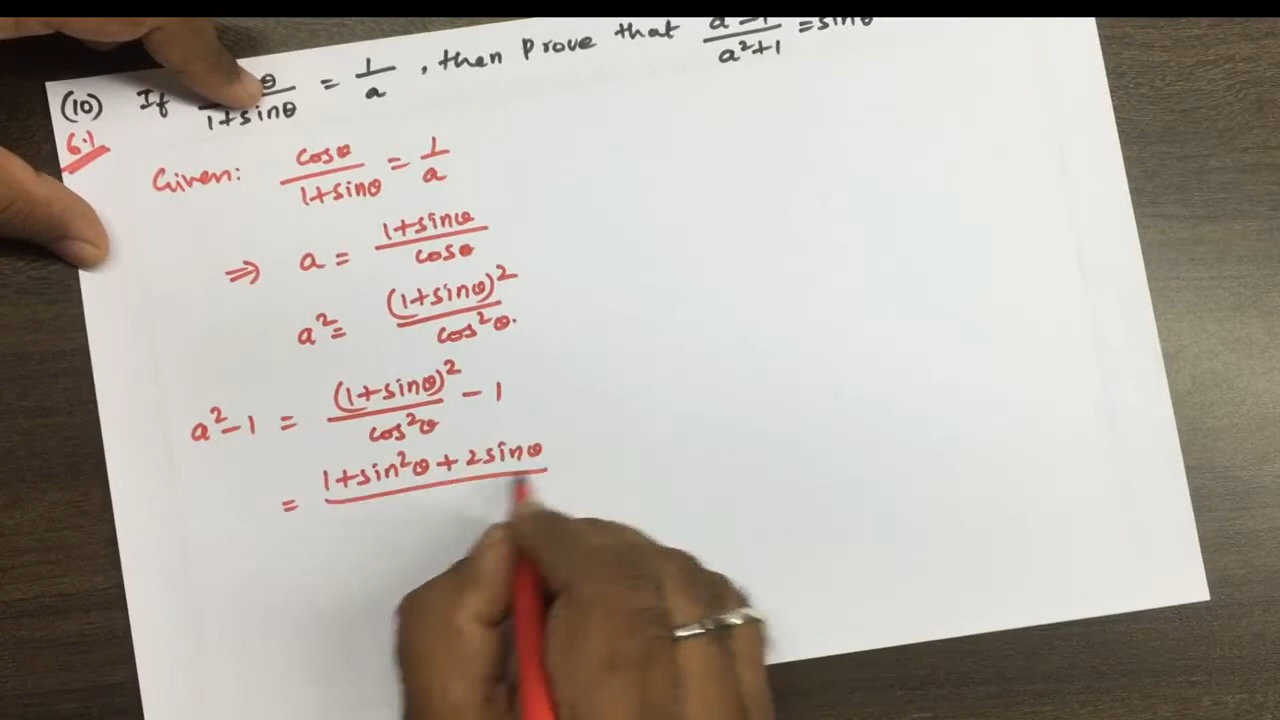 (10) If θ/1+sinθ = 1/a, then prove that /a²+1 = sinθ
6.1
Given: cosθ/1+sinθ = 1/a
⇒ a = 1+sinθ/cosθ
a² = (1+sinθ)²/cos²θ.
a²-1 = (1+sinθ)²/cos²θ - 1
= 1+sin²θ+2sinθ